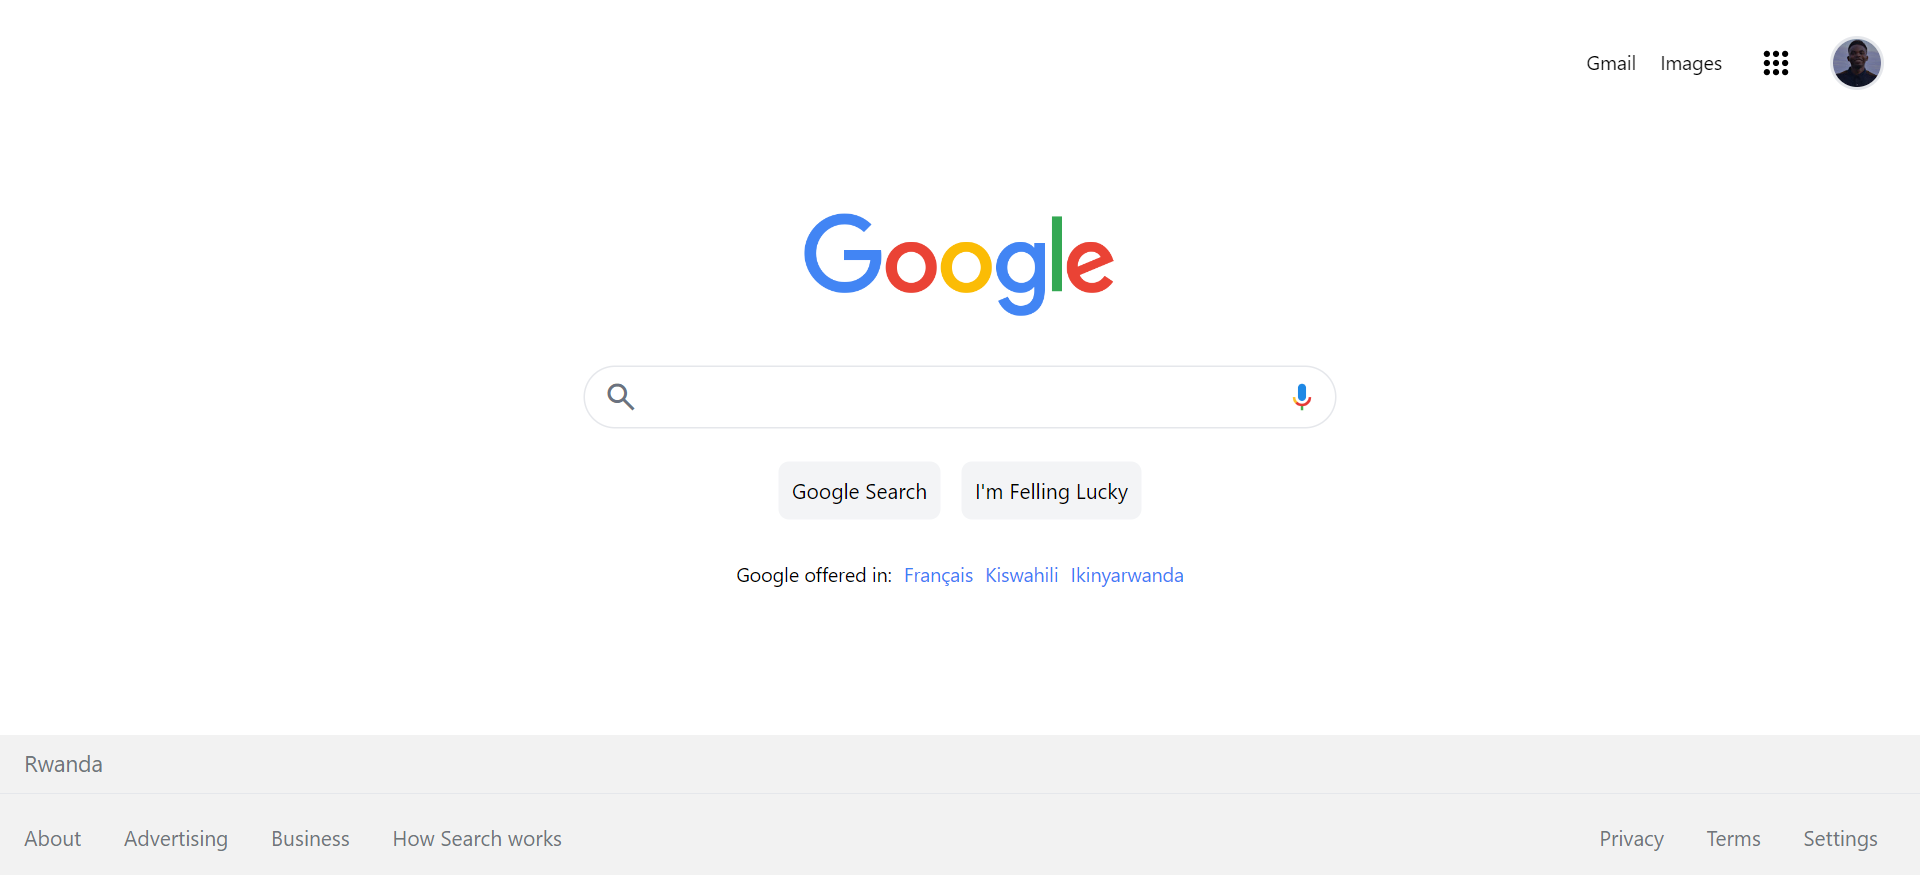 Gmail Images
Google
Google Search I'm Felling Lucky
Google offered in: Français Kiswahili Ikinyarwanda
Rwanda
About Advertising Business How Search works Privacy Terms Settings